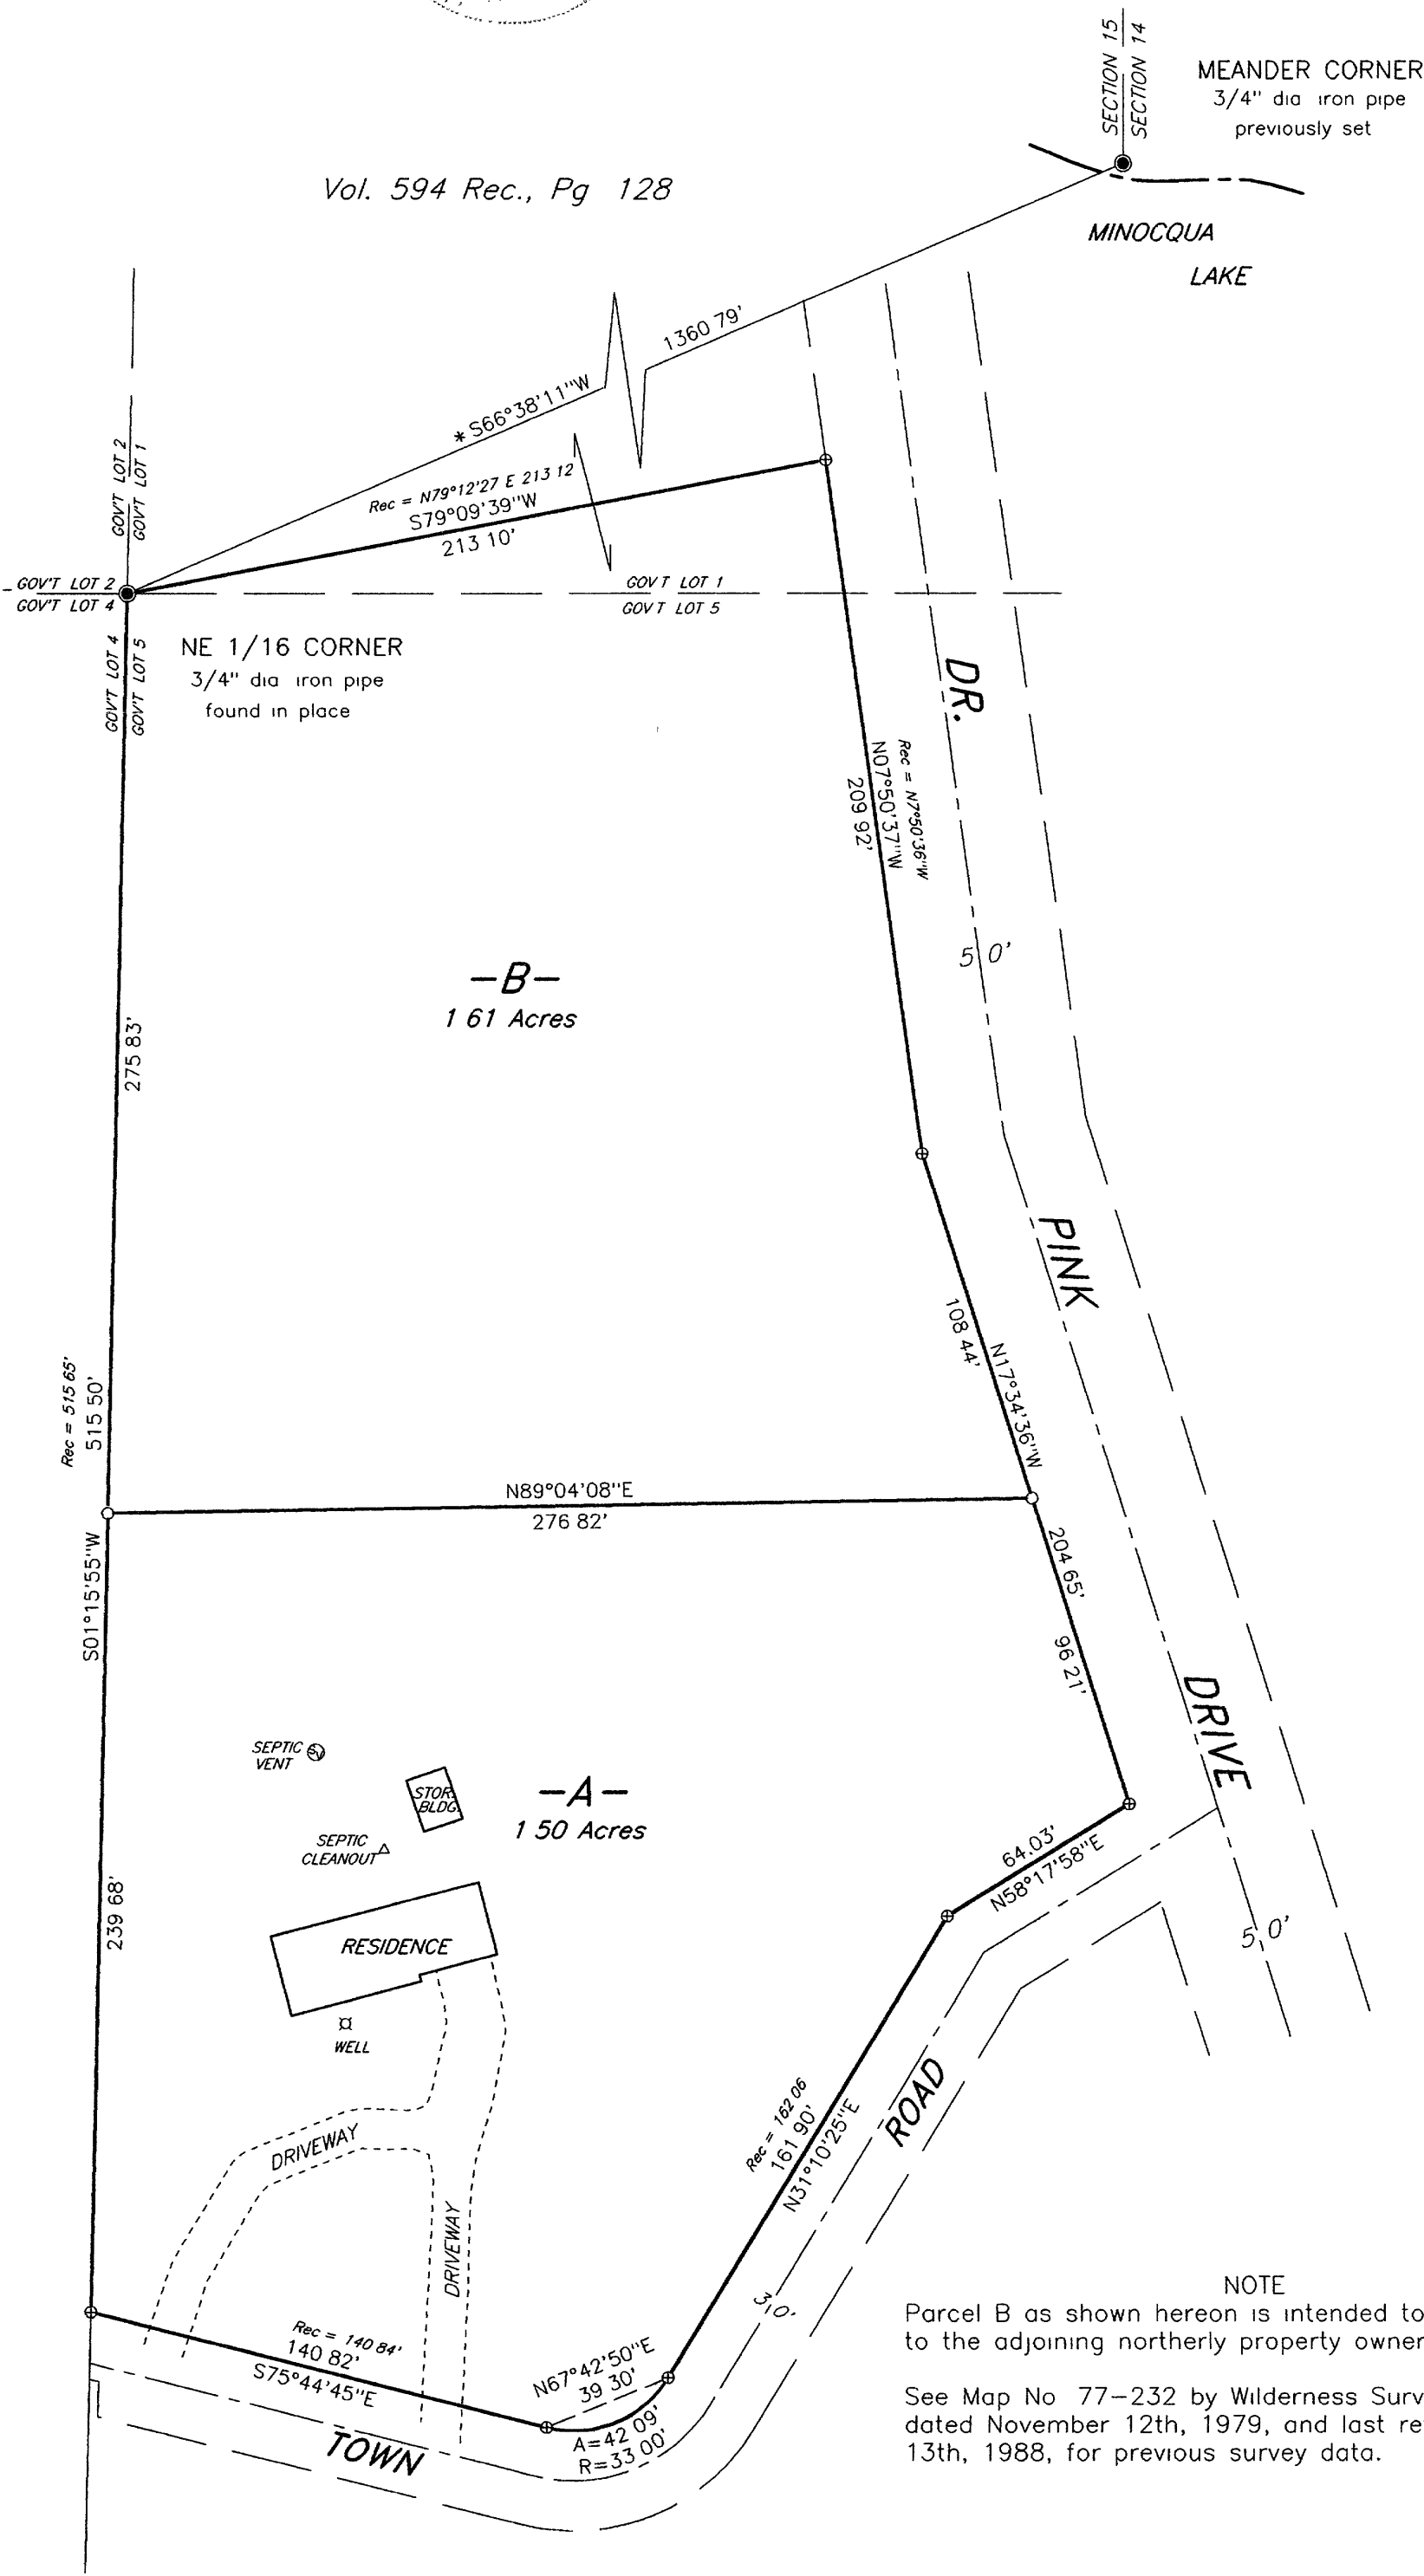 SECTION 15
SECTION 14
MEANDER CORNER
3/4" dia iron pipe
previously set
Vol. 594 Rec., Pg 128
MINOCQUA
LAKE
1360 79'
* S66°38'11"W
GOV'T LOT 2
GOV'T LOT 1
Rec = N79°12'27 E 213 12
S79°09'39"W
213 10'
GOV'T LOT 2
GOV'T LOT 4
GOV T LOT 1
GOV T LOT 5
GOV'T LOT 4
GOV'T LOT 5
NE 1/16 CORNER
3/4" dia iron pipe
found in place
DR.
Rec = N7°50'36"W
N07°50'37"W
209 92'
50'
-B-
1 61 Acres
275 83'
PINK
108 44'
N17°34'36"W
Rec = 515 65'
515 50'
N89°04'08"E
276 82'
S01°15'55"W
204 65'
96 21'
DRIVE
SEPTIC
VENT
SV
STOR.
BLDG.
-A-
1 50 Acres
SEPTIC
CLEANOUT
64.03'
N58°17'58"E
239 68'
RESIDENCE
50'
WELL
ROAD
Rec = 162 06
161 90'
N31°10'25"E
DRIVEWAY
DRIVEWAY
30'
NOTE
Parcel B as shown hereon is intended to
to the adjoining northerly property owner
Rec = 140 84'
140 82'
S75°44'45"E
N67°42'50"E
39 30'
A=42 09'
R=33 00'
See Map No 77-232 by Wilderness Surv
dated November 12th, 1979, and last re
13th, 1988, for previous survey data.
TOWN